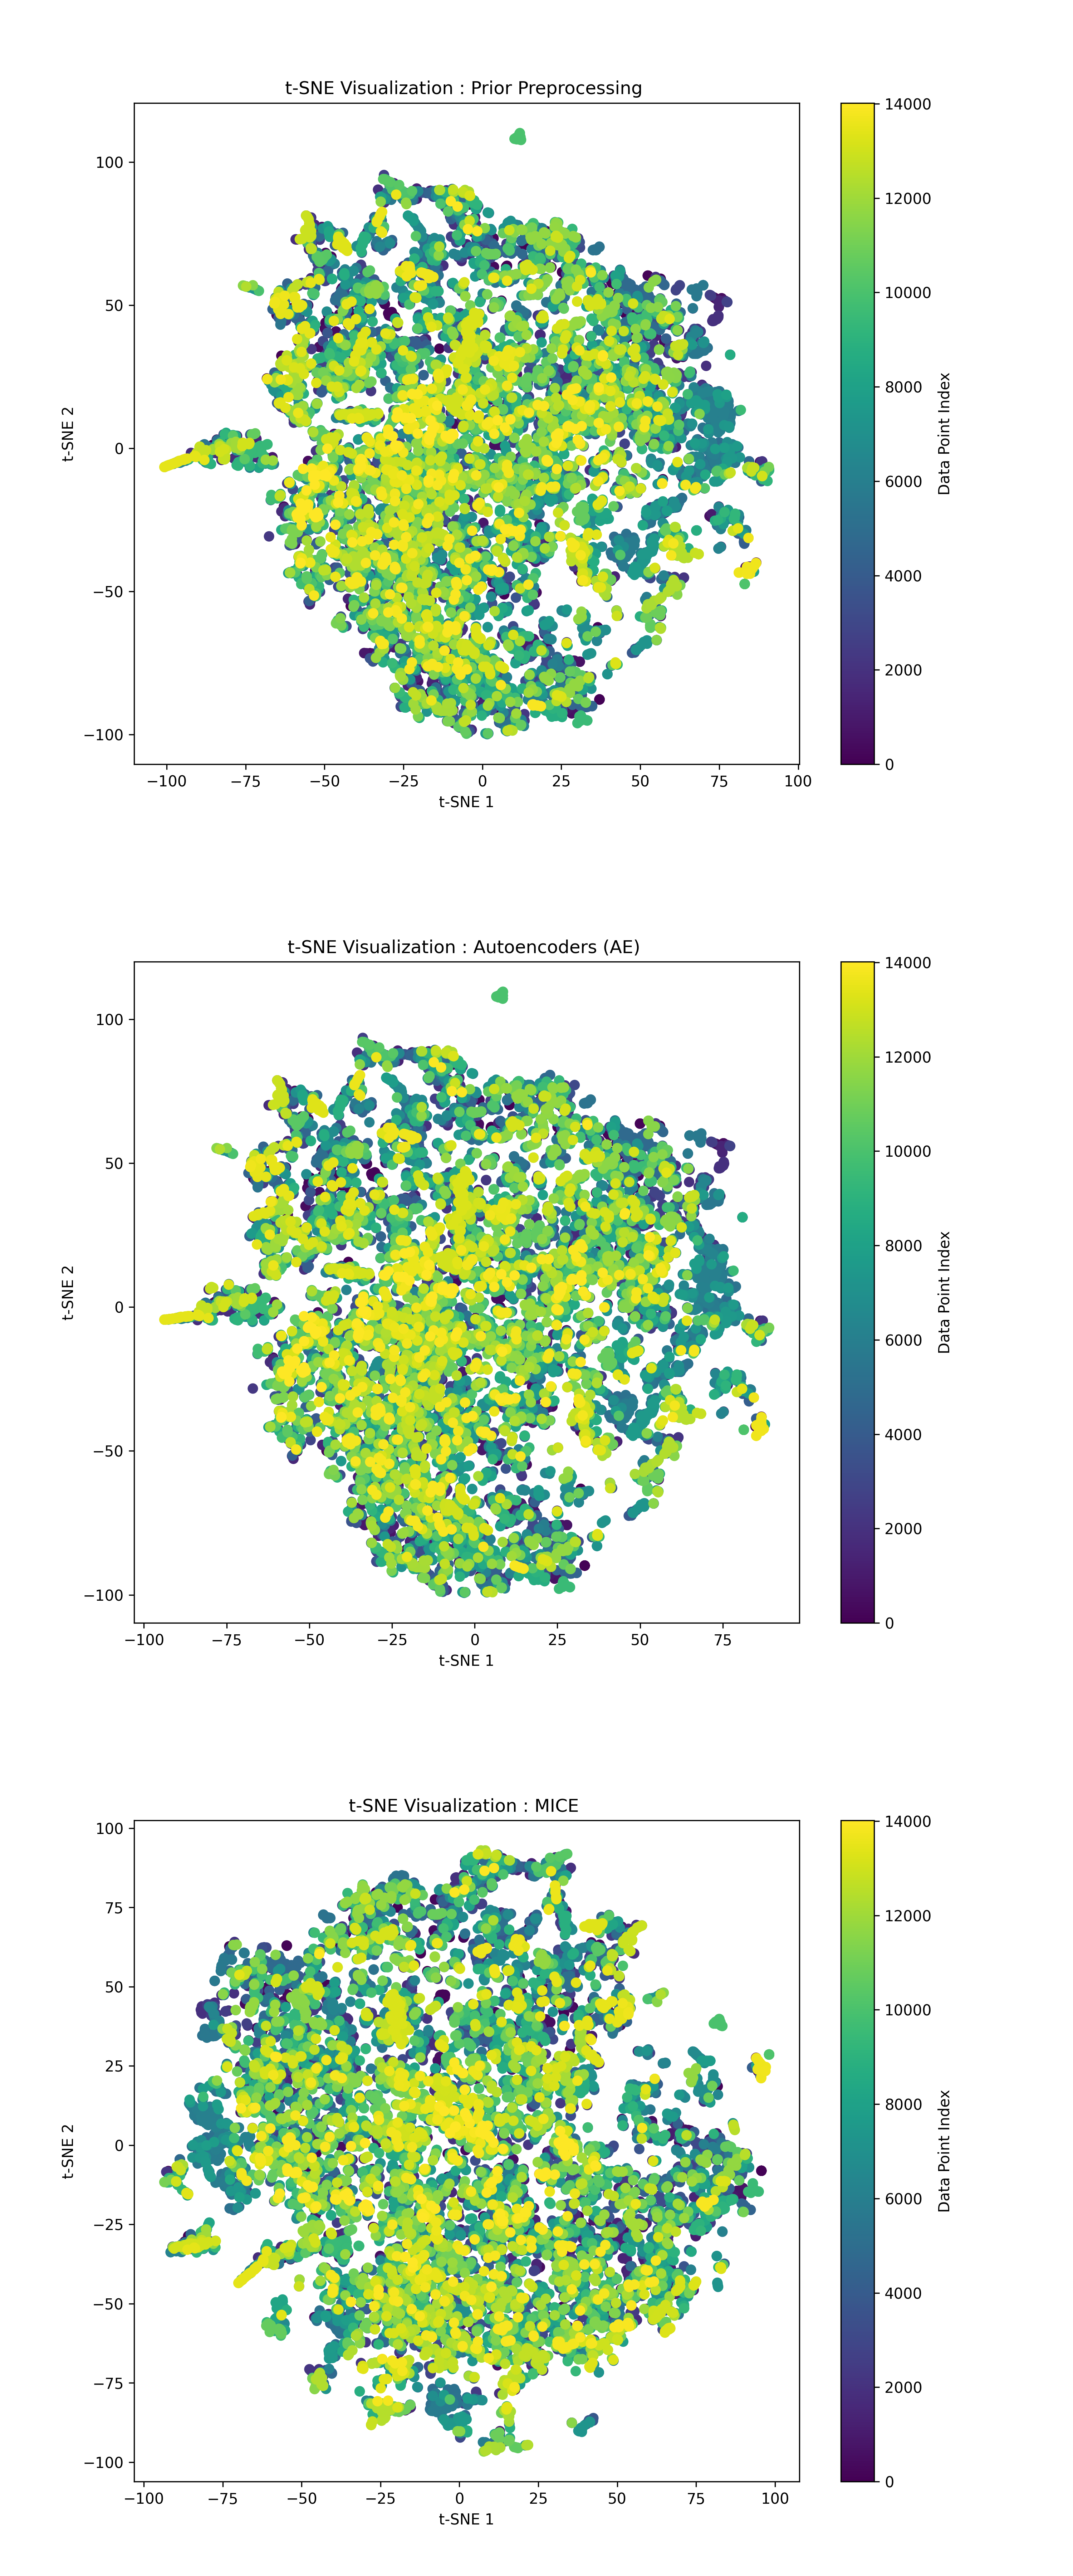 t-SNE Visualization : Prior Preprocessing
14000
12000
10000
8000
6000
4000
2000
0
Data Point Index
100
50
0
−50
−100
t-SNE 2
−100 −75 −50 −25 0 25 50 75 100
t-SNE 1
t-SNE Visualization : Autoencoders (AE)
14000
12000
10000
8000
6000
4000
2000
0
Data Point Index
100
50
0
−50
−100
t-SNE 2
−100 −75 −50 −25 0 25 50 75
t-SNE 1
t-SNE Visualization : MICE
14000
12000
10000
8000
6000
4000
2000
0
Data Point Index
100
75
50
25
0
−25
−50
−75
−100
t-SNE 2
−100 −75 −50 −25 0 25 50 75 100
t-SNE 1